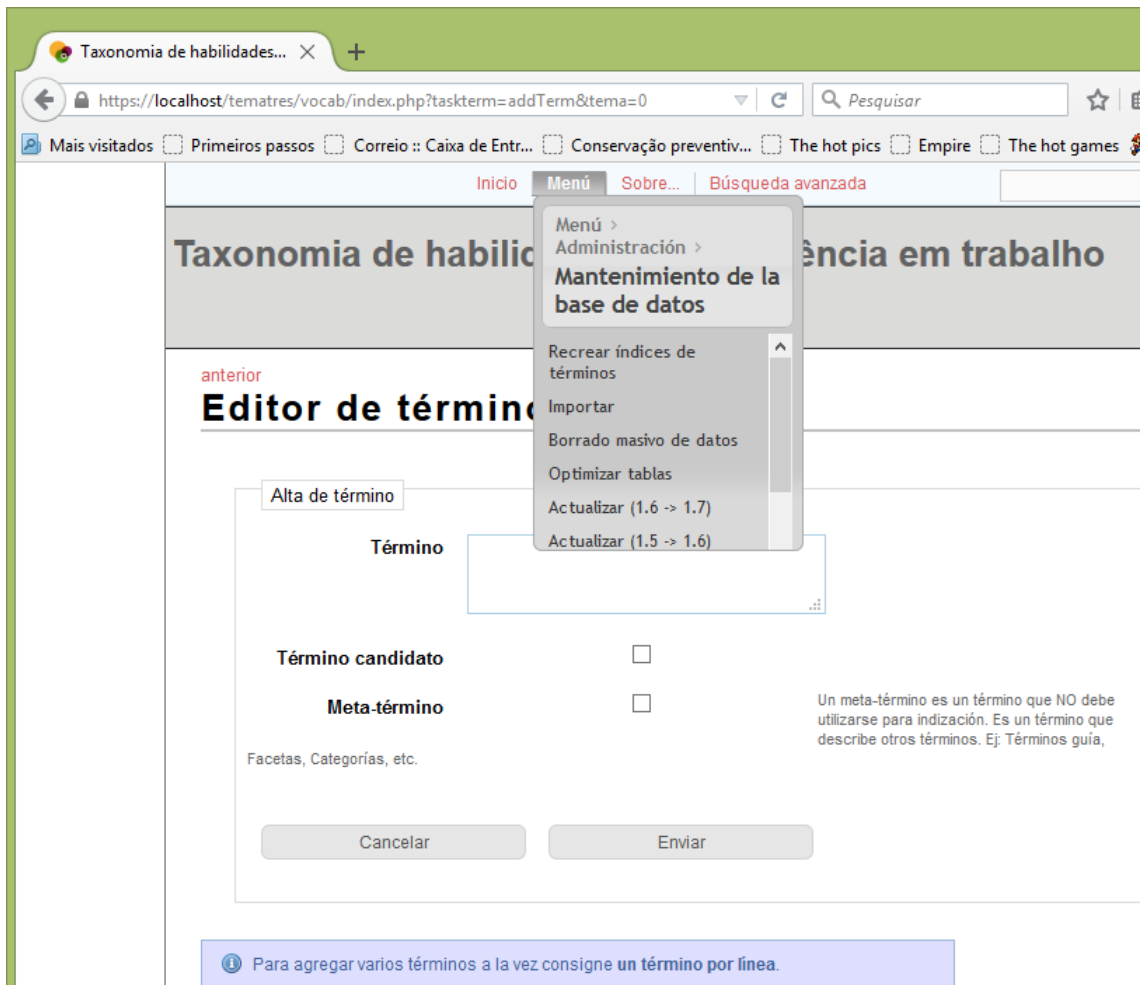 Taxonomia de habilidades...
https://localhost/tematres/vocab/index.php?taskterm=addTerm&tema=0
Pesquisar
Mais visitados Primeiros passos Correio :: Caixa de Entr... Conservação preventiv... The hot pics Empire The hot games
Inicio Menú Sobre... Búsqueda avanzada
Menú >
Administración >
Mantenimiento de la
base de datos
Taxonomia de habilid ência em trabalho
Recrear índices de
términos
Importar
Borrado masivo de datos
Optimizar tablas
Actualizar (1.6 -> 1.7)
Actualizar (1.5 -> 1.6)
anterior
Editor de término
Alta de término
Término
Término candidato
Meta-término
Un meta-término es un término que NO debe
utilizarse para indización. Es un término que
describe otros términos. Ej: Términos guía,
Facetas, Categorías, etc.
Cancelar Enviar
Para agregar varios términos a la vez consigne un término por línea.